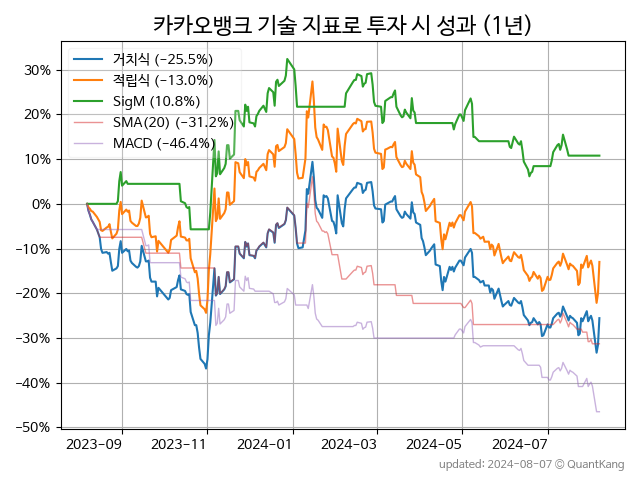 카카오뱅크 기술 지표로 투자 시 성과 (1년)
거치식 (−25.5%)
적립식 (−13.0%)
SigM (10.8%)
SMA(20) (−31.2%)
MACD (−46.4%)
30%
20%
10%
0%
−10%
−20%
−30%
−40%
−50%
2023-09 2023-11 2024-01 2024-03 2024-05 2024-07
updated: 2024-08-07 © QuantKang